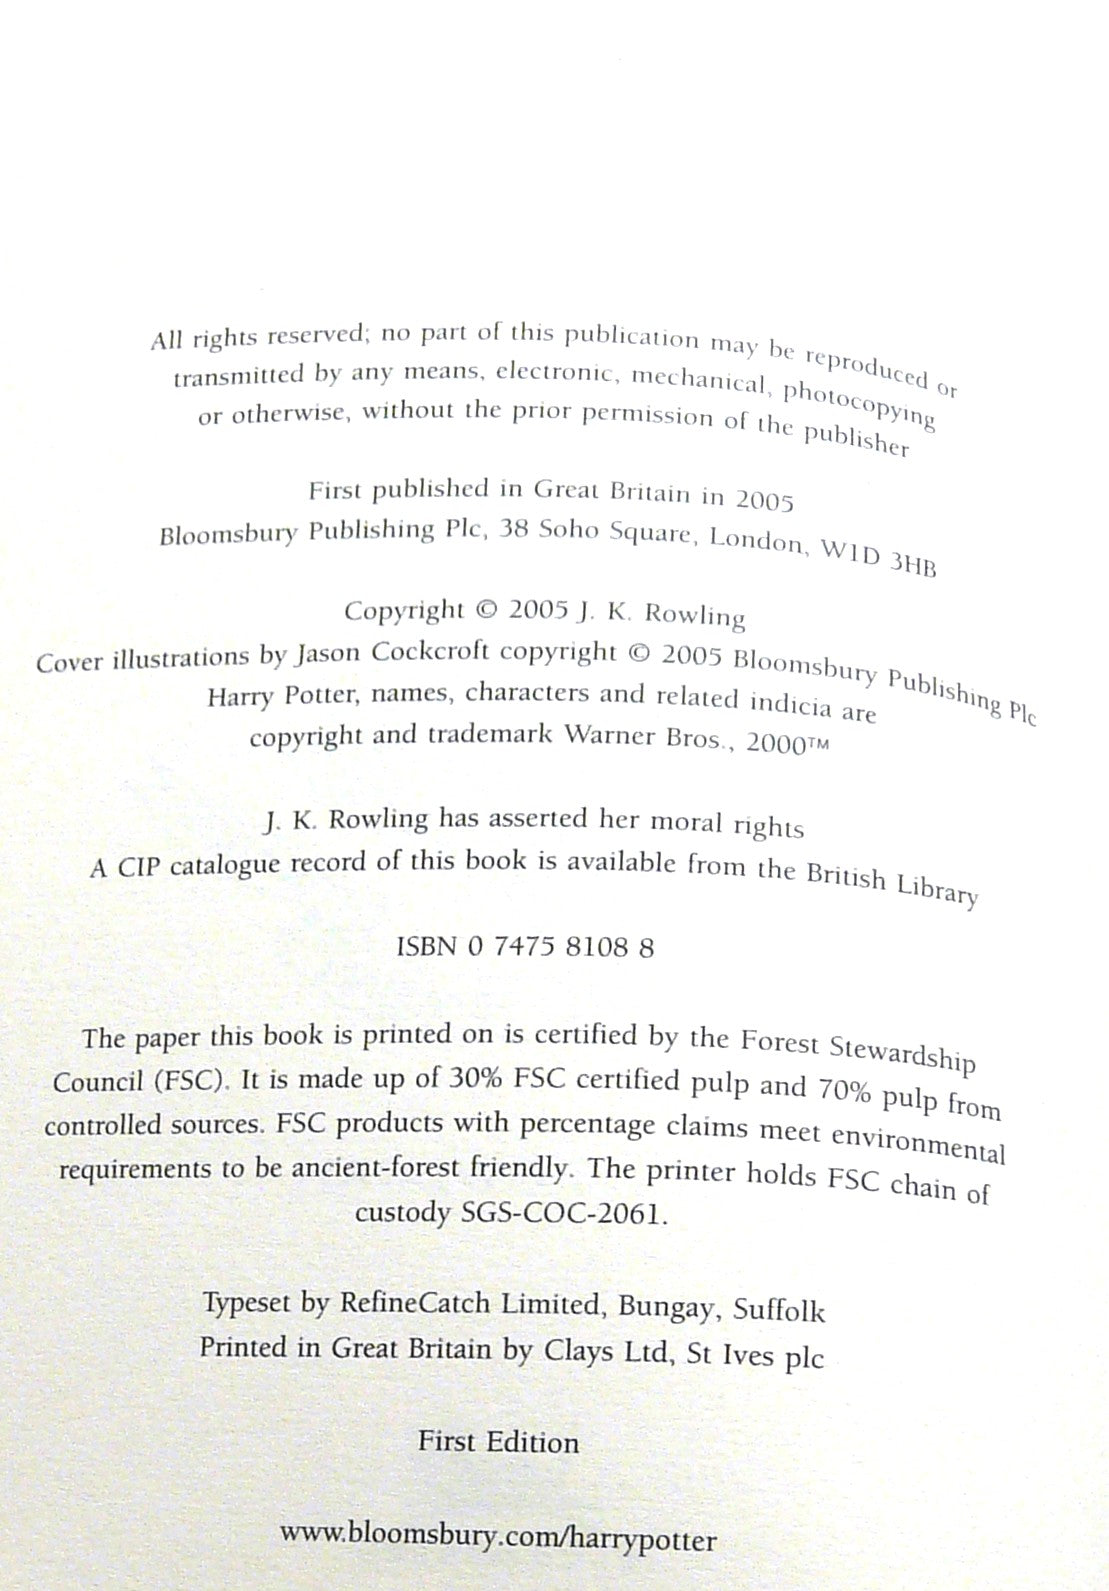 All rights reserved; no part of this publication may be reproduced or
transmitted by any means, electronic, mechanical, photocopying
or otherwise, without the prior permission of the publisher
First published in Great Britain in 2005
Bloomsbury Publishing Plc, 38 Soho Square, London, W1D 3HB
Copyright © 2005 J. K. Rowling
Cover illustrations by Jason Cockcroft copyright © 2005 Bloomsbury Publishing Plc
Harry Potter, names, characters and related indicia are
copyright and trademark Warner Bros., 2000™
J. K. Rowling has asserted her moral rights
A CIP catalogue record of this book is available from the British Library
ISBN 0 7475 8108 8
The paper this book is printed on is certified by the Forest Stewardship
Council (FSC). It is made up of 30% FSC certified pulp and 70% pulp from
controlled sources. FSC products with percentage claims meet environmental
requirements to be ancient-forest friendly. The printer holds FSC chain of
custody SGS-COC-2061.
Typeset by RefineCatch Limited, Bungay, Suffolk
Printed in Great Britain by Clays Ltd, St Ives plc
First Edition
www.bloomsbury.com/harrypotter